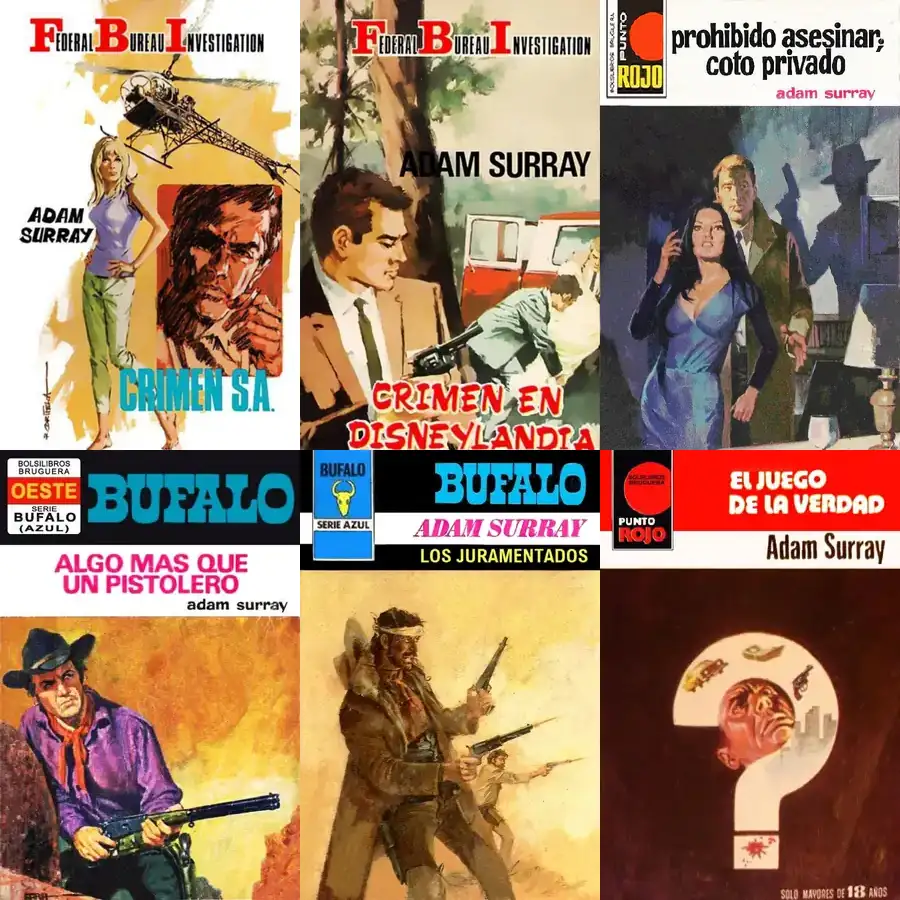 FEDERAL BUREAU INVESTIGATION
ADAM
SURRAY
CRIMEN S.A.
FEDERAL BUREAU INVESTIGATION
ADAM SURRAY
CRIMEN EN
DISNEYLANDIA
BOLSILIBROS BRUGUERA
PUNTO
ROJO
prohibido asesinar;
coto privado
adam surray
BOLSILIBROS
BRUGUERA
OESTE
SERIE
BUFALO
(AZUL)
BUFALO
ALGO MAS QUE
UN PISTOLERO
adam surray
BUFALO
SERIE AZUL
BUFALO
ADAM SURRAY
LOS JURAMENTADOS
BOLSILIBROS
BRUGUERA
PUNTO
ROJO
EL JUEGO
DE LA VERDAD
Adam Surray
SOLO MAYORES DE 18 AÑOS